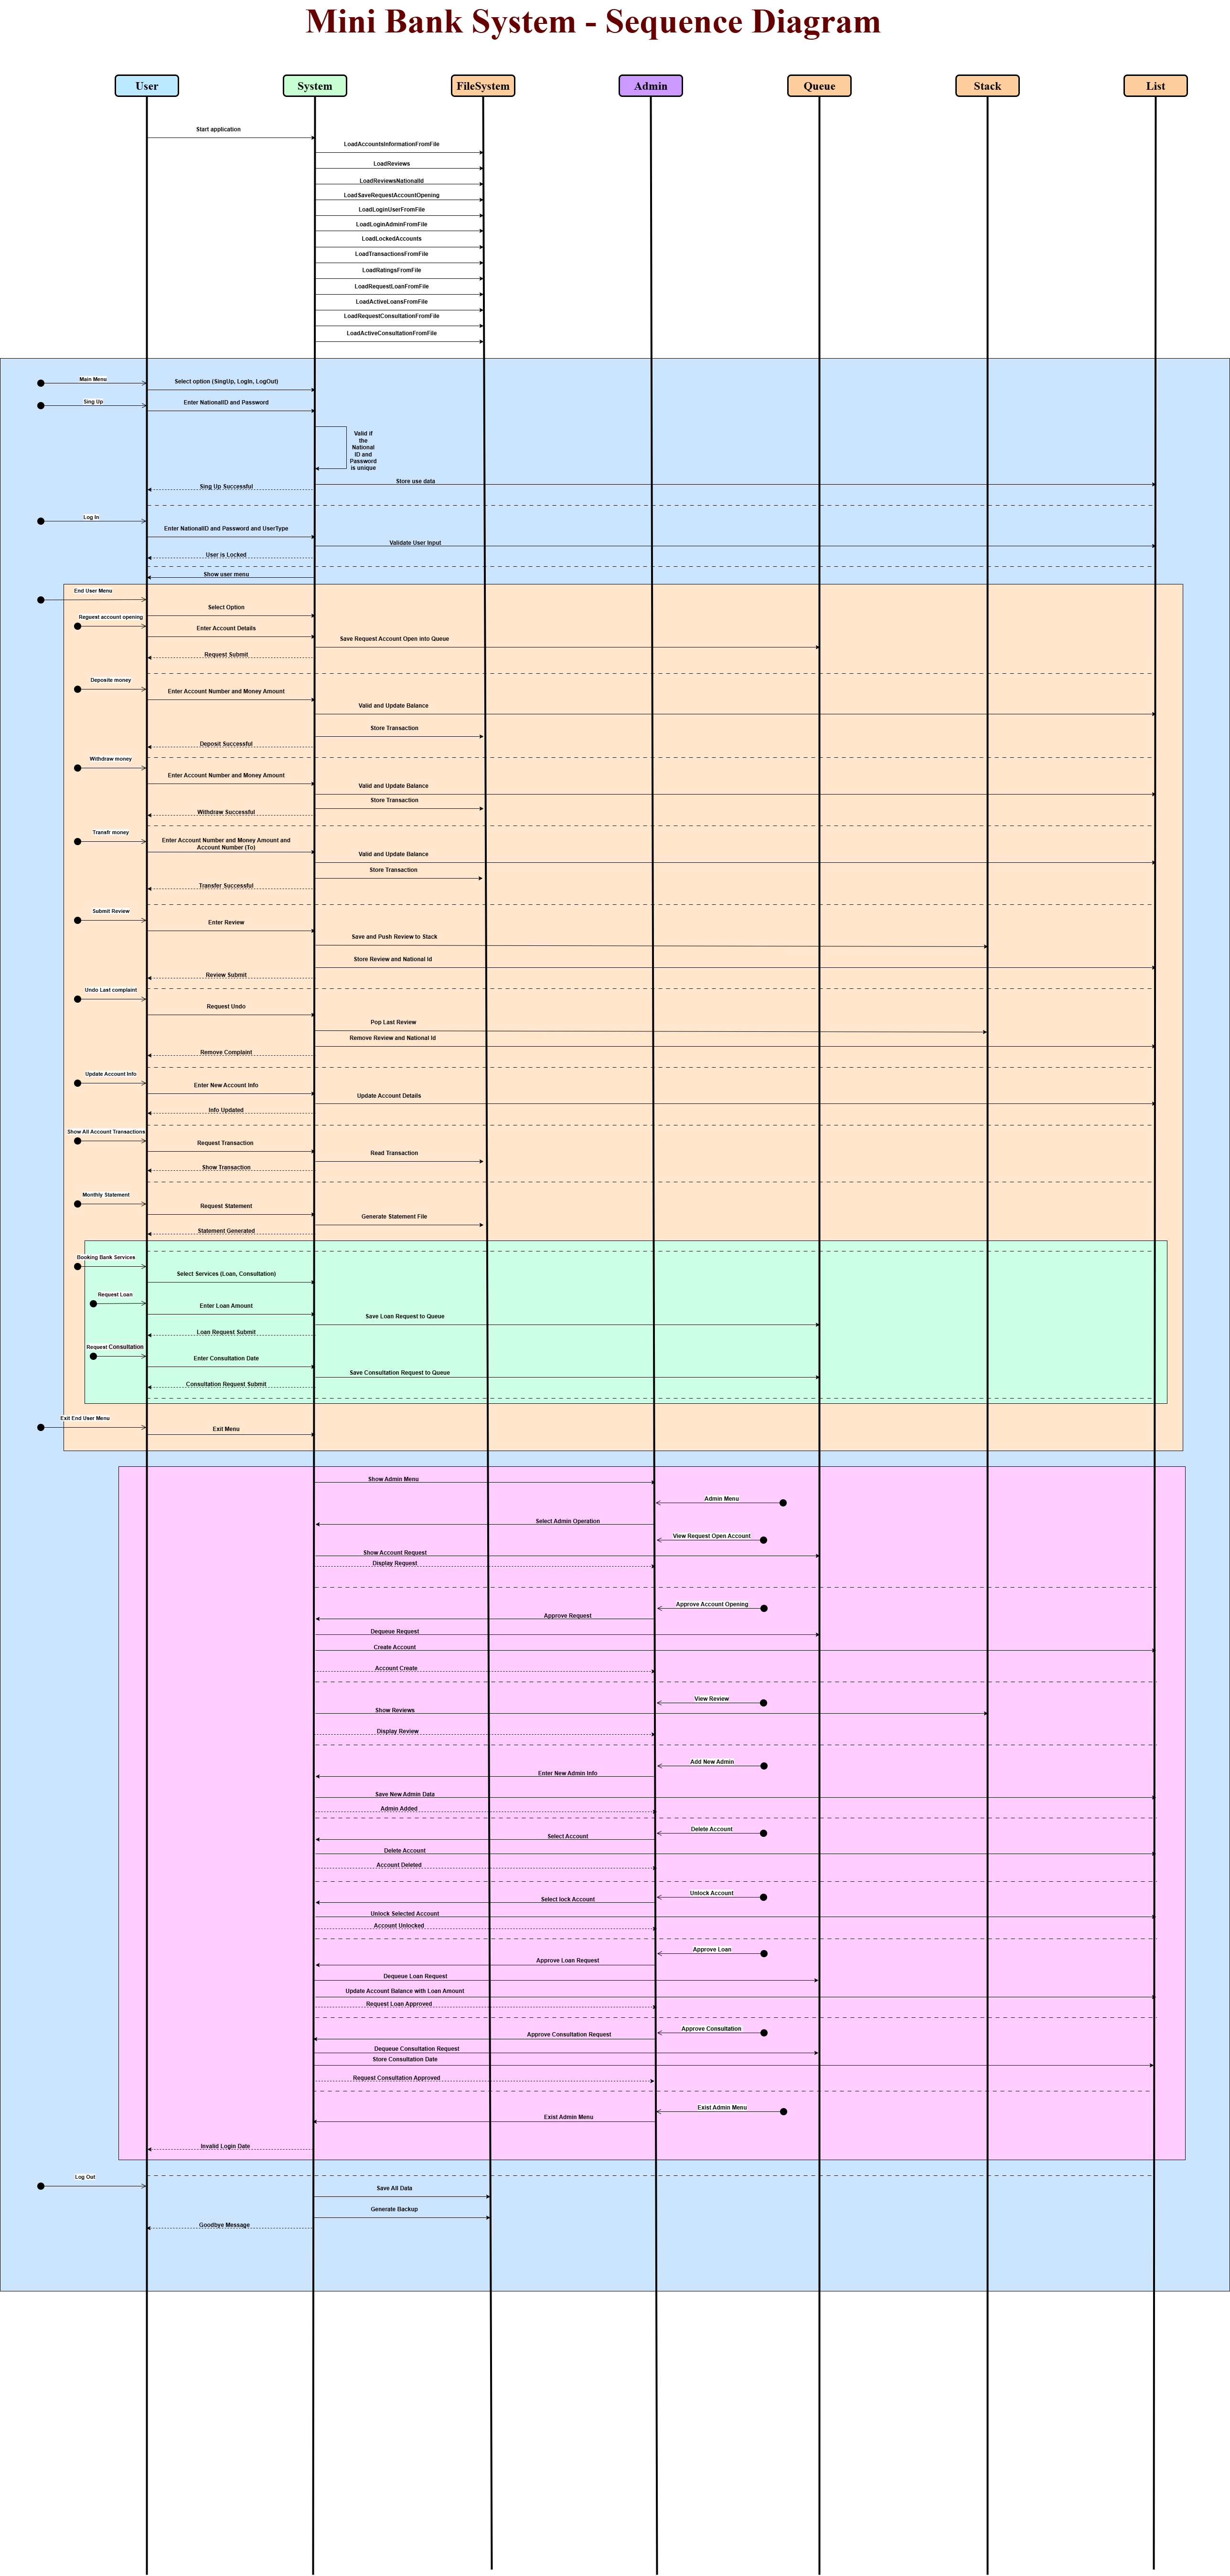 Mini Bank System - Sequence Diagram
User
System
FileSystem
Admin
Queue
Stack
List
Start application
LoadAccountsInformationFromFile
LoadReviews
LoadReviewsNationalId
LoadSaveRequestAccountOpening
LoadLoginUserFromFile
LoadLoginAdminFromFile
LoadLockedAccounts
LoadTransactionsFromFile
LoadRatingsFromFile
LoadRequestLoanFromFile
LoadActiveLoansFromFile
LoadRequestConsultationFromFile
LoadActiveConsultationFromFile
Main Menu
Select option (SingUp, LogIn, LogOut)
Sing Up
Enter NationalID and Password
Valid if
the
National
ID and
Password
is unique
Store use data
Sing Up Successful
Log In
Enter NationalID and Password and UserType
Validate User Input
User is Locked
Show user menu
End User Menu
Select Option
Reguest account opening
Enter Account Details
Save Request Account Open into Queue
Request Submit
Deposite money
Enter Account Number and Money Amount
Valid and Update Balance
Store Transaction
Deposit Successful
Withdraw money
Enter Account Number and Money Amount
Valid and Update Balance
Store Transaction
Withdraw Successful
Transfr money
Enter Account Number and Money Amount and
Account Number (To)
Valid and Update Balance
Store Transaction
Transfer Successful
Submit Review
Enter Review
Save and Push Review to Stack
Store Review and National Id
Review Submit
Undo Last complaint
Request Undo
Pop Last Review
Remove Review and National Id
Remove Complaint
Update Account Info
Enter New Account Info
Update Account Details
Info Updated
Show All Account Transactions
Request Transaction
Read Transaction
Show Transaction
Monthly Statement
Request Statement
Generate Statement File
Statement Generated
Booking Bank Services
Select Services (Loan, Consultation)
Request Loan
Enter Loan Amount
Save Loan Request to Queue
Loan Request Submit
Request Consultation
Enter Consultation Date
Save Consultation Request to Queue
Consultation Request Submit
Exit End User Menu
Exit Menu
Show Admin Menu
Admin Menu
Select Admin Operation
View Request Open Account
Show Account Request
Display Request
Approve Account Opening
Approve Request
Dequeue Request
Create Account
Account Create
View Review
Show Reviews
Display Review
Add New Admin
Enter New Admin Info
Save New Admin Data
Admin Added
Delete Account
Select Account
Delete Account
Account Deleted
Unlock Account
Select lock Account
Unlock Selected Account
Account Unlocked
Approve Loan
Approve Loan Request
Dequeue Loan Request
Update Account Balance with Loan Amount
Request Loan Approved
Approve Consultation
Approve Consultation Request
Dequeue Consultation Request
Store Consultation Date
Request Consultation Approved
Exist Admin Menu
Exist Admin Menu
Invalid Login Date
Log Out
Save All Data
Generate Backup
Goodbye Message